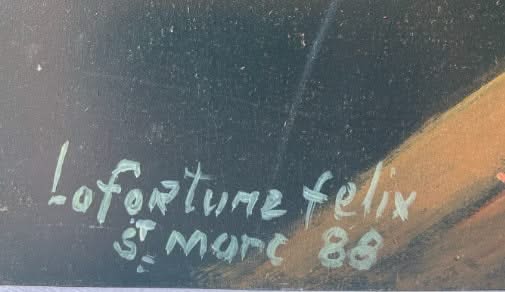 Lafortune felix
ST Marc 88